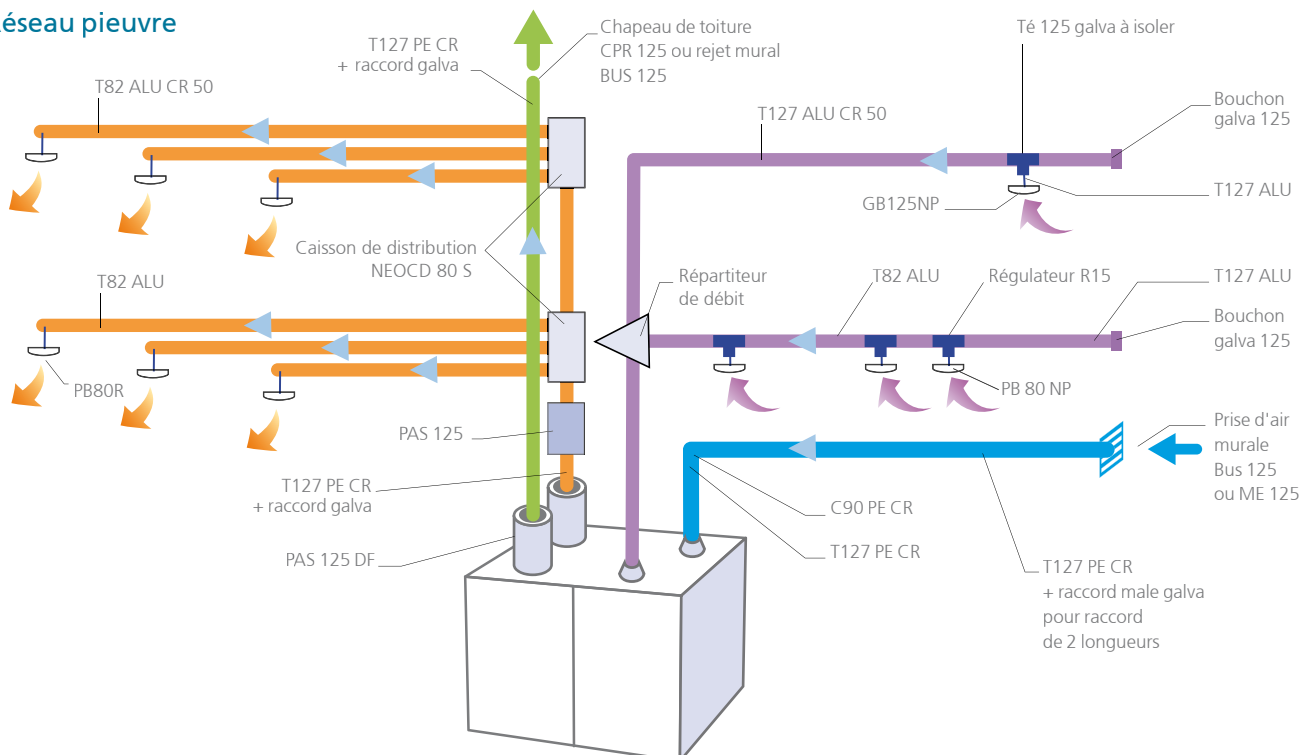 éseau pieuvre
T127 PE CR
+ raccord galva
Chapeau de toiture
CPR 125 ou rejet mural
BUS 125
Té 125 galva à isoler
T82 ALU CR 50
T127 ALU CR 50
Bouchon
galva 125
GB125NP
T127 ALU
Caisson de distribution
NEOCD 80 S
T82 ALU
Répartiteur
de débit
T82 ALU
Régulateur R15
T127 ALU
Bouchon
galva 125
PB80R
PB 80 NP
PAS 125
Prise d'air
murale
Bus 125
ou ME 125
T127 PE CR
+ raccord galva
C90 PE CR
PAS 125 DF
T127 PE CR
T127 PE CR
+ raccord male galva
pour raccord
de 2 longueurs